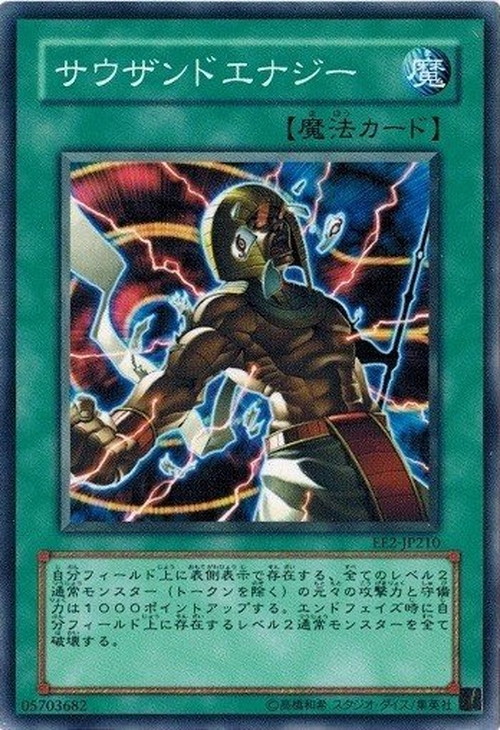 サウザンドエナジー
魔
【魔法カード】
EE2-JP210
自分フィールド上に表側表示で存在する、全てのレベル2
通常モンスター（トークンを除く）の元々の攻撃力と守備
力は1000ポイントアップする。エンドフェイズ時に自
分フィールド上に存在するレベル2通常モンスターを全て
破壊する。
05703682
©高橋和希 スタジオ・ダイス/集英社